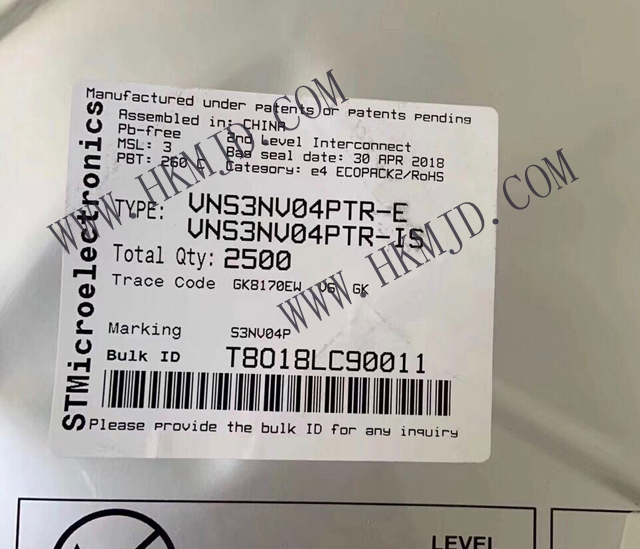 Manufactured under patents or patents pending
Assembled in: CHINA
Pb-free 2nd Level Interconnect
MSL: 3 Bag seal date: 30 APR 2018
PBT: 260 C Category: e4 ECOPACK2/RoHS
TYPE: VNS3NV04PTR-E
VNS3NV04PTR-IS
Total Qty: 2500
Trace Code GK8170EW V6 GK
Marking S3NV04P
Bulk ID T8018LC90011
Please provide the bulk ID for any inquiry
STMicroelectronics
WWW.HKMJD.COM
WWW.HKMJD.COM
LEVEL